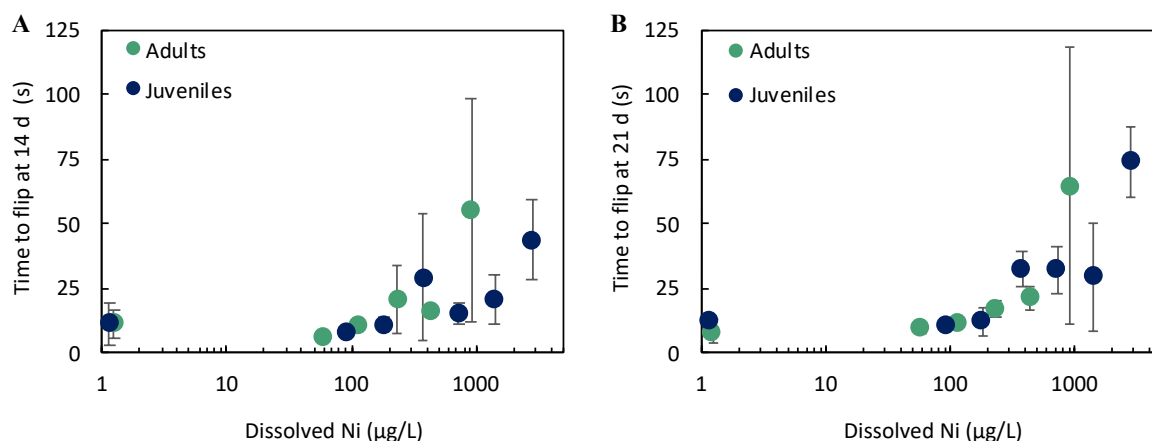 A
Time to flip at 14 d (s)
125
100
75
50
25
0
Adults
Juveniles
1
10
100
1000
Dissolved Ni (µg/L)
B
Time to flip at 21 d (s)
125
100
75
50
25
0
Adults
Juveniles
1
10
100
1000
Dissolved Ni (µg/L)